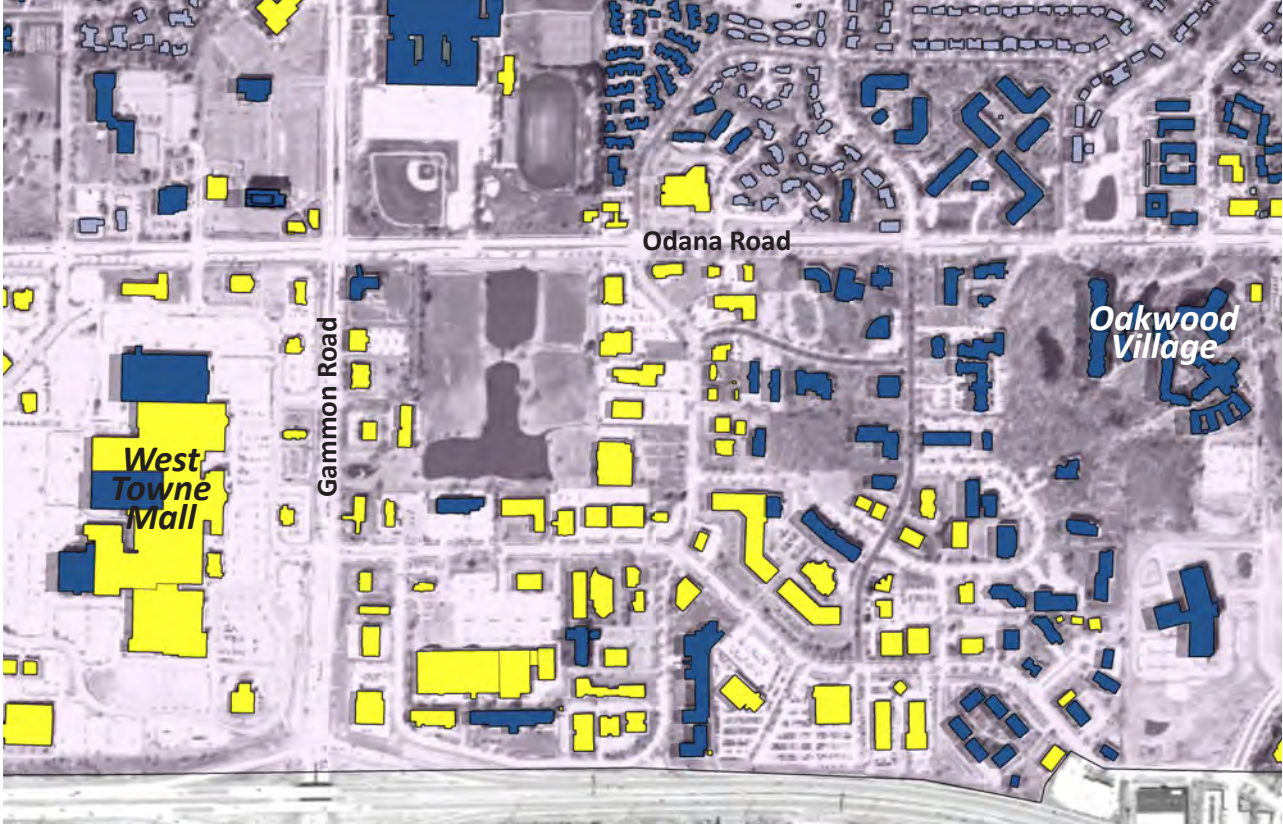 Odana Road
Oakwood
Village
Gammon Road
West
Towne
Mall